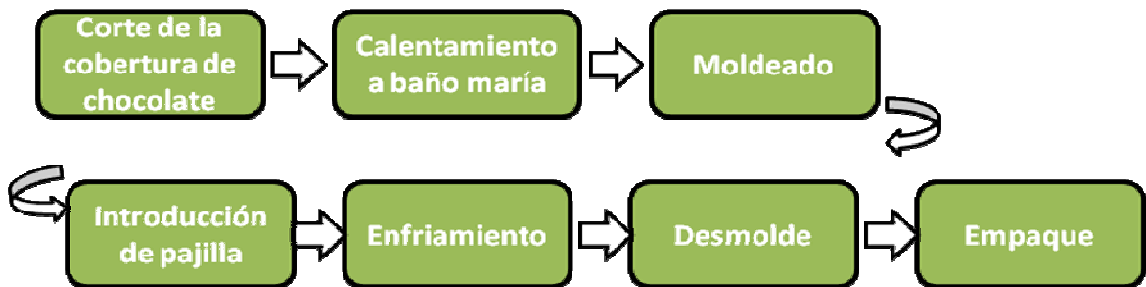 Corte de la
cobertura de
chocolate
Calentamiento
a baño maría
Moldeado
Introducción
de pajilla
Enfriamiento
Desmolde
Empaque